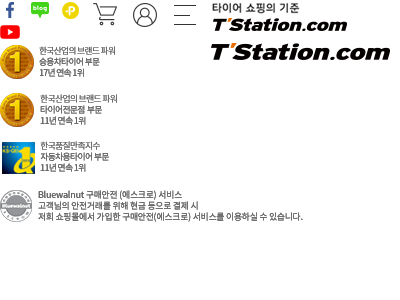 blog
P
타이어 쇼핑의 기준
T'Station.com
T'Station.com
1
한국산업의 브랜드 파워
승용차타이어 부문
17년 연속 1위
1
한국산업의 브랜드 파워
타이어전문점 부문
11년 연속 1위
한국품질만족지수
자동차용타이어 부문
11년 연속 1위
Bluewalnut
Bluewalnut 구매안전 (에스크로) 서비스
고객님의 안전거래를 위해 현금 등으로 결제 시
저희 쇼핑몰에서 가입한 구매안전(에스크로) 서비스를 이용하실 수 있습니다.